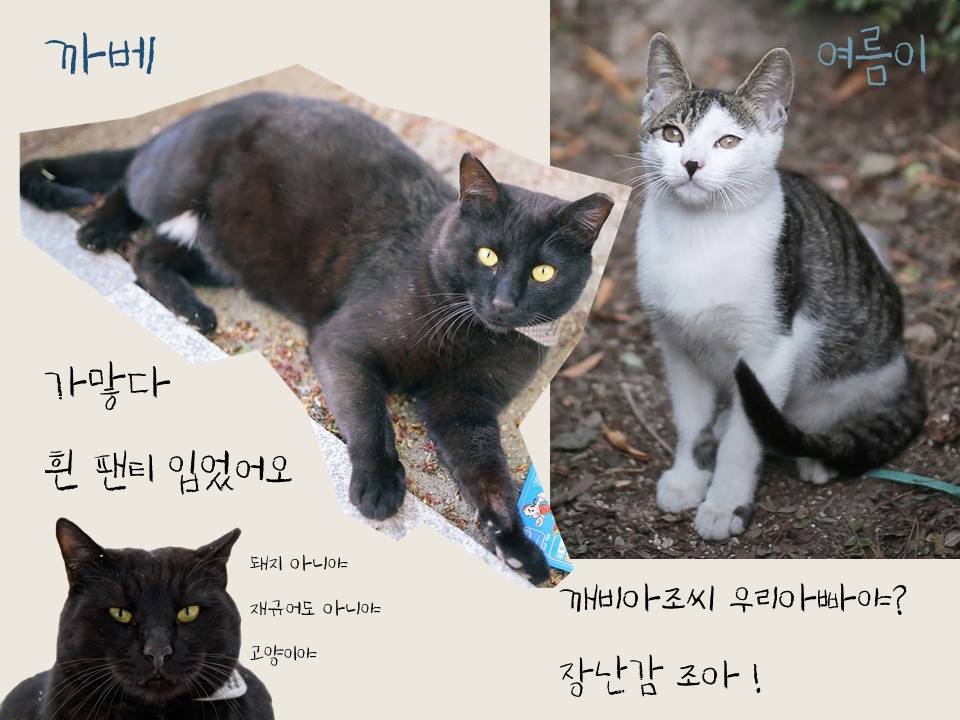 까베
여름이
가맣다
흰 팬티 입었어오
돼지 아니야
재규어도 아니야
고양이야
깨비아조씨 우리아빠야?
장난감 조아!